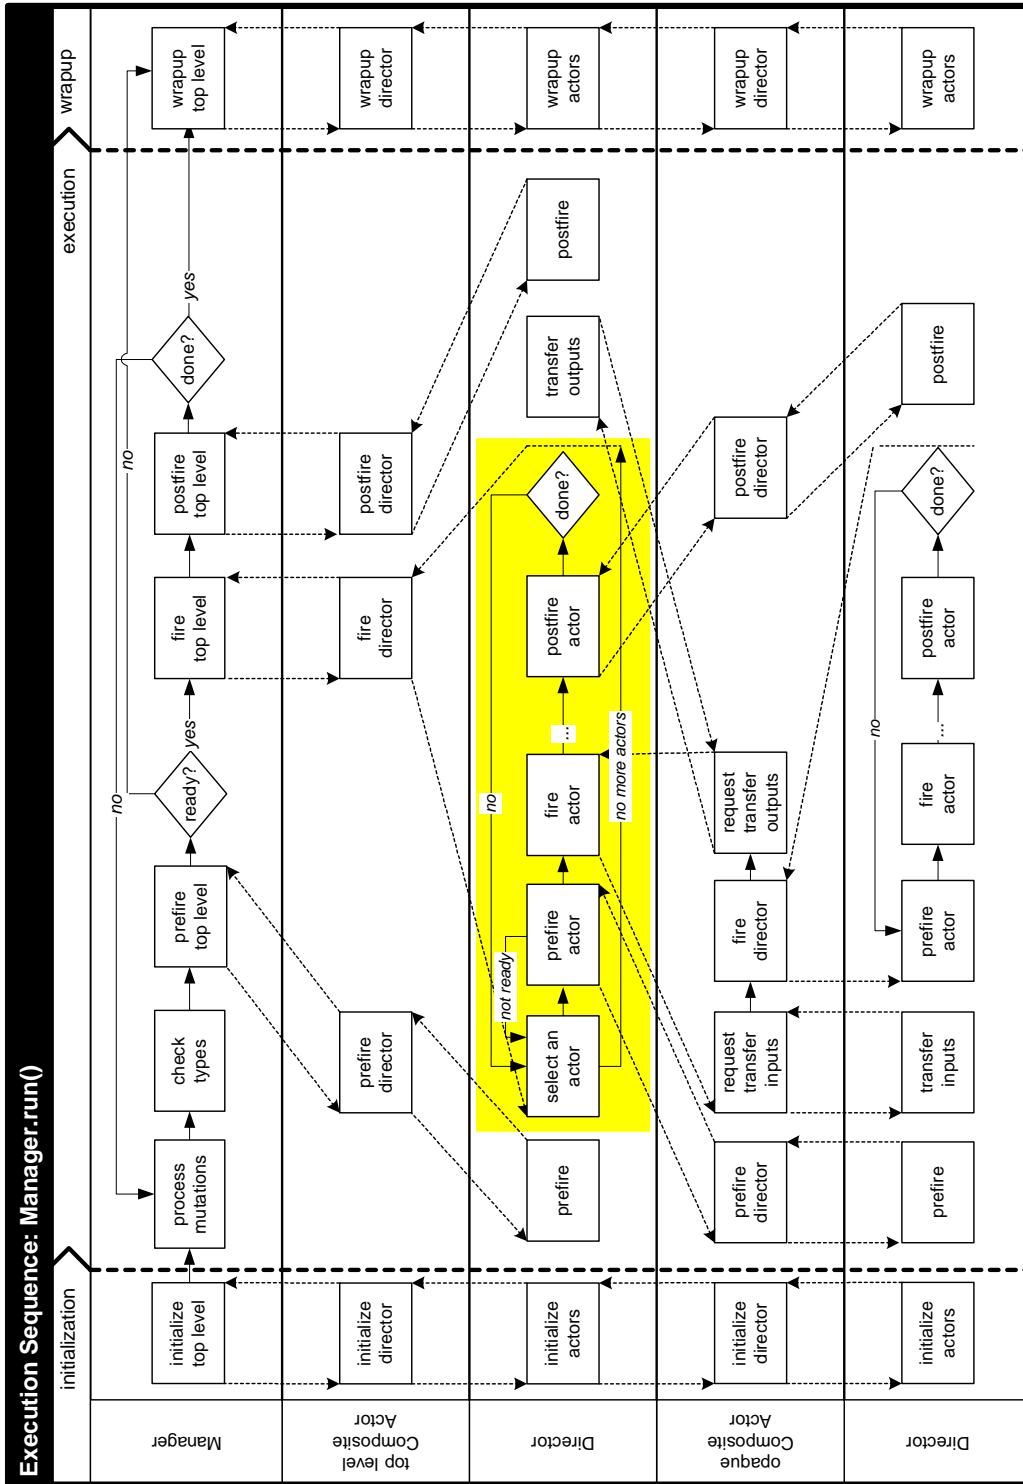 Execution Sequence: Manager.run()
initialization
execution
wrapup
Manager
initialize
top level
process
mutations
check
types
prefire
top level
ready?
yes
no
no
fire
top level
postfire
top level
done?
yes
wrapup
top level
top level
Composite
Actor
initialize
director
prefire
director
fire
director
postfire
director
wrapup
director
Director
initialize
actors
prefire
select an
actor
not ready
prefire
actor
no
fire
actor
...
no more actors
postfire
actor
done?
transfer
outputs
postfire
wrapup
actors
opaque
Composite
Actor
initialize
director
prefire
director
request
transfer
inputs
fire
director
request
transfer
outputs
postfire
director
wrapup
director
Director
initialize
actors
prefire
transfer
inputs
prefire
actor
fire
actor
...
no
postfire
actor
done?
postfire
wrapup
actors